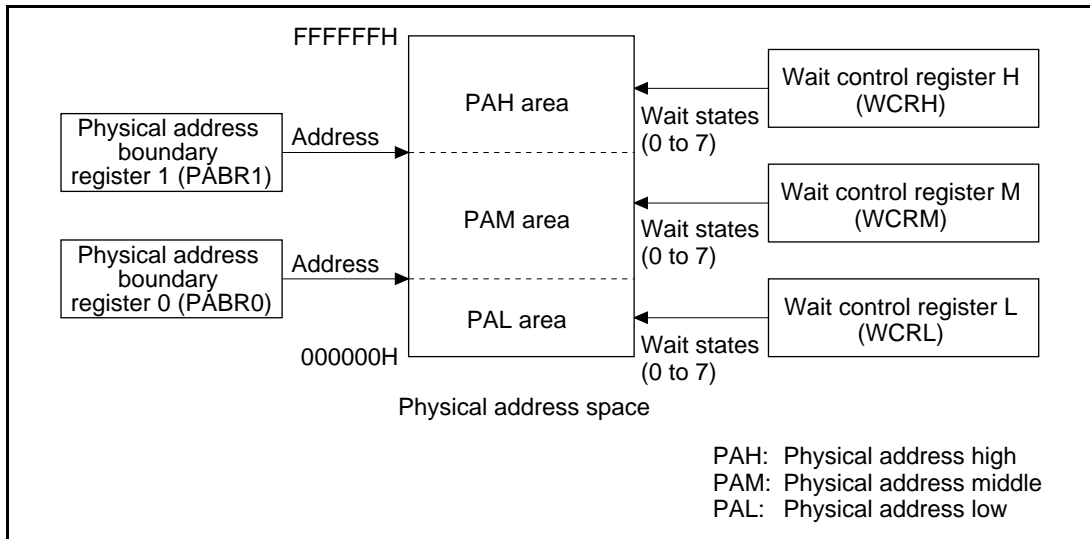 FFFFFFH
PAH area
Wait control register H
(WCRH)
Wait states
(0 to 7)
Physical address
boundary
register 1 (PABR1)
Address
PAM area
Wait control register M
(WCRM)
Wait states
(0 to 7)
Physical address
boundary
register 0 (PABR0)
Address
PAL area
Wait control register L
(WCRL)
Wait states
(0 to 7)
000000H
Physical address space
PAH: Physical address high
PAM: Physical address middle
PAL: Physical address low